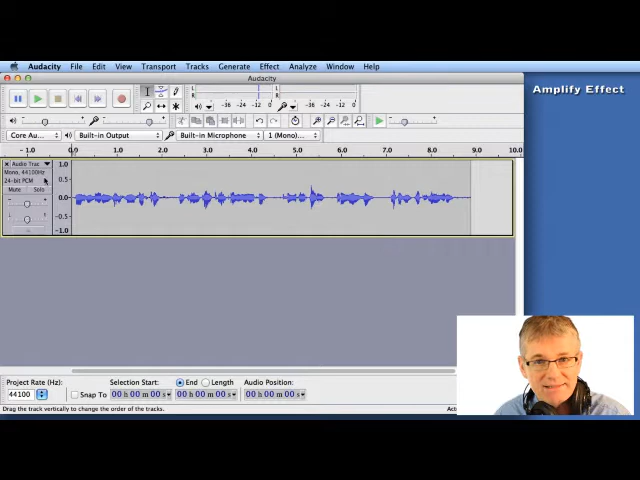 Audacity File Edit View Transport Tracks Generate Effect Analyze Window Help
Audacity
Amplify Effect
L
R
-36 -24 -12 0
L
R
-36 -24 -12 0
Core Au... Built-in Output Built-in Microphone 1 (Mono)...
- 1.0 0.0 1.0 2.0 3.0 4.0 5.0 6.0 7.0 8.0 9.0 10.0
Audio Trac
Mono, 44100Hz
24-bit PCM
Mute Solo
- +
1.0
0.5
0.0
-0.5
-1.0
Project Rate (Hz): Selection Start: End Length Audio Position:
44100 Snap To 00 h 00 m 00 s 00 h 00 m 00 s 00 h 00 m 00 s
Drag the track vertically to change the order of the tracks.